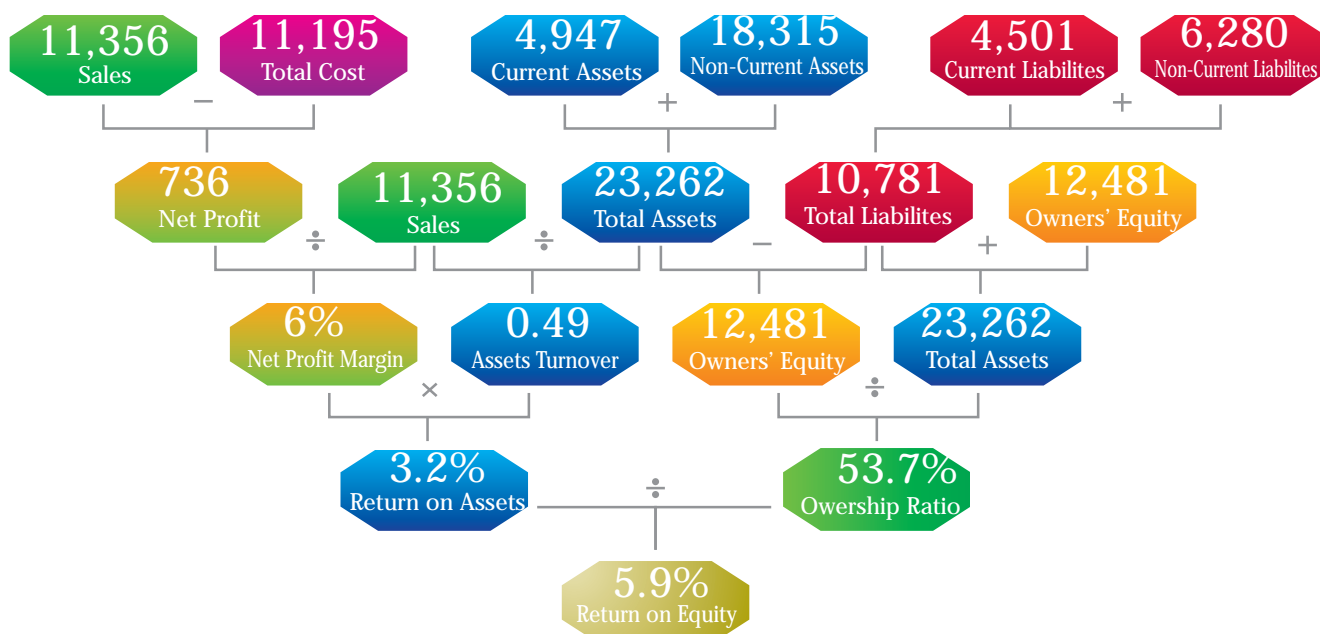 11,356
Sales
11,195
Total Cost
4,947
Current Assets
18,315
Non-Current Assets
4,501
Current Liabilites
6,280
Non-Current Liabilites
−
+
+
736
Net Profit
11,356
Sales
23,262
Total Assets
10,781
Total Liabilites
12,481
Owners’ Equity
÷
÷
−
+
6%
Net Profit Margin
0.49
Assets Turnover
12,481
Owners’ Equity
23,262
Total Assets
×
÷
3.2%
Return on Assets
÷
53.7%
Owership Ratio
5.9%
Return on Equity